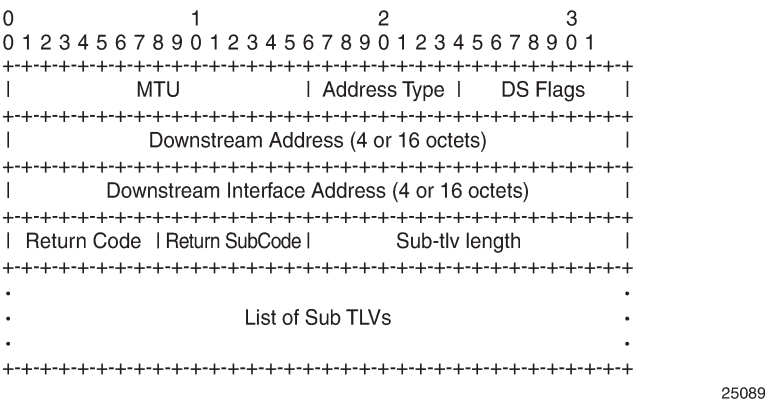 0 1 2 3
0 1 2 3 4 5 6 7 8 9 0 1 2 3 4 5 6 7 8 9 0 1 2 3 4 5 6 7 8 9 0 1
+-+-+-+-+-+-+-+-+-+-+-+-+-+-+-+-+-+-+-+-+-+-+-+-+-+-+-+-+-+-+-+-+-+
| MTU | Address Type | DS Flags |
+-+-+-+-+-+-+-+-+-+-+-+-+-+-+-+-+-+-+-+-+-+-+-+-+-+-+-+-+-+-+-+-+-+
| Downstream Address (4 or 16 octets) |
+-+-+-+-+-+-+-+-+-+-+-+-+-+-+-+-+-+-+-+-+-+-+-+-+-+-+-+-+-+-+-+-+-+
| Downstream Interface Address (4 or 16 octets) |
+-+-+-+-+-+-+-+-+-+-+-+-+-+-+-+-+-+-+-+-+-+-+-+-+-+-+-+-+-+-+-+-+-+
| Return Code | Return SubCode | Sub-tlv length |
+-+-+-+-+-+-+-+-+-+-+-+-+-+-+-+-+-+-+-+-+-+-+-+-+-+-+-+-+-+-+-+-+-+
. .
. List of Sub TLVs .
. .
+-+-+-+-+-+-+-+-+-+-+-+-+-+-+-+-+-+-+-+-+-+-+-+-+-+-+-+-+-+-+-+-+-+
25089